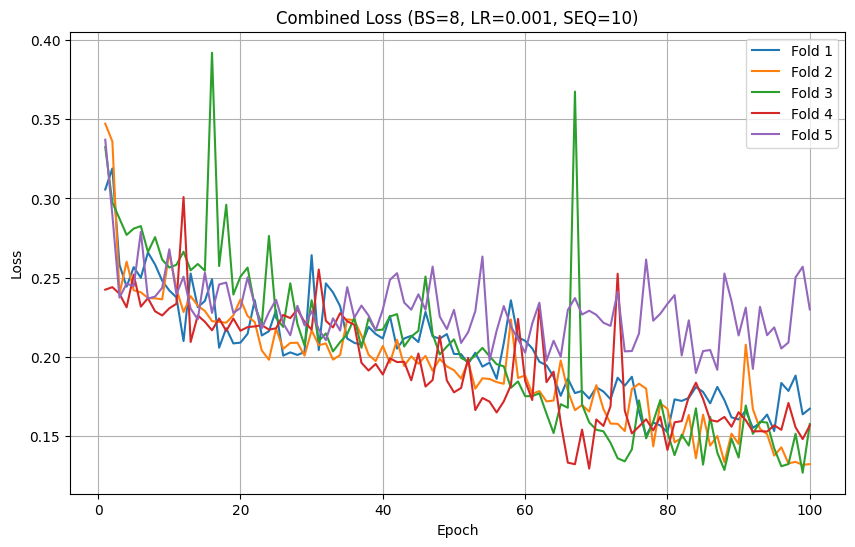 Combined Loss (BS=8, LR=0.001, SEQ=10)
0.40
0.35
0.30
0.25
0.20
0.15
Loss
0
20
40
60
80
100
Epoch
Fold 1
Fold 2
Fold 3
Fold 4
Fold 5